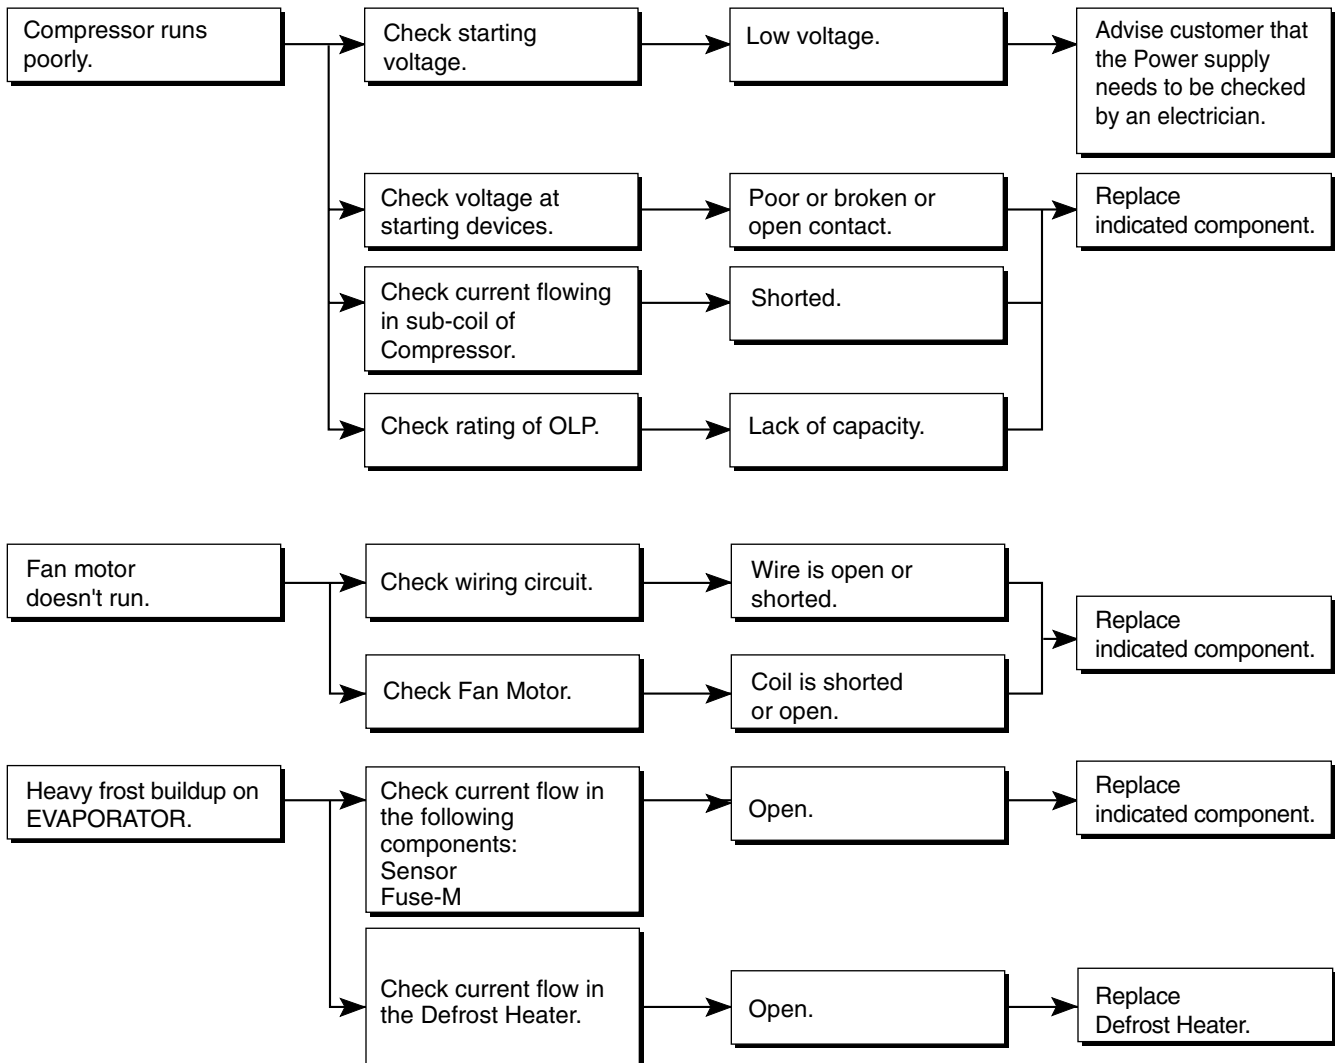 Compressor runs
poorly.
Check starting
voltage.
Low voltage.
Advise customer that
the Power supply
needs to be checked
by an electrician.
Check voltage at
starting devices.
Poor or broken or
open contact.
Replace
indicated component.
Check current flowing
in sub-coil of
Compressor.
Shorted.
Check rating of OLP.
Lack of capacity.
Fan motor
doesn't run.
Check wiring circuit.
Wire is open or
shorted.
Replace
indicated component.
Check Fan Motor.
Coil is shorted
or open.
Heavy frost buildup on
EVAPORATOR.
Check current flow in
the following
components:
Sensor
Fuse-M
Open.
Replace
indicated component.
Check current flow in
the Defrost Heater.
Open.
Replace
Defrost Heater.